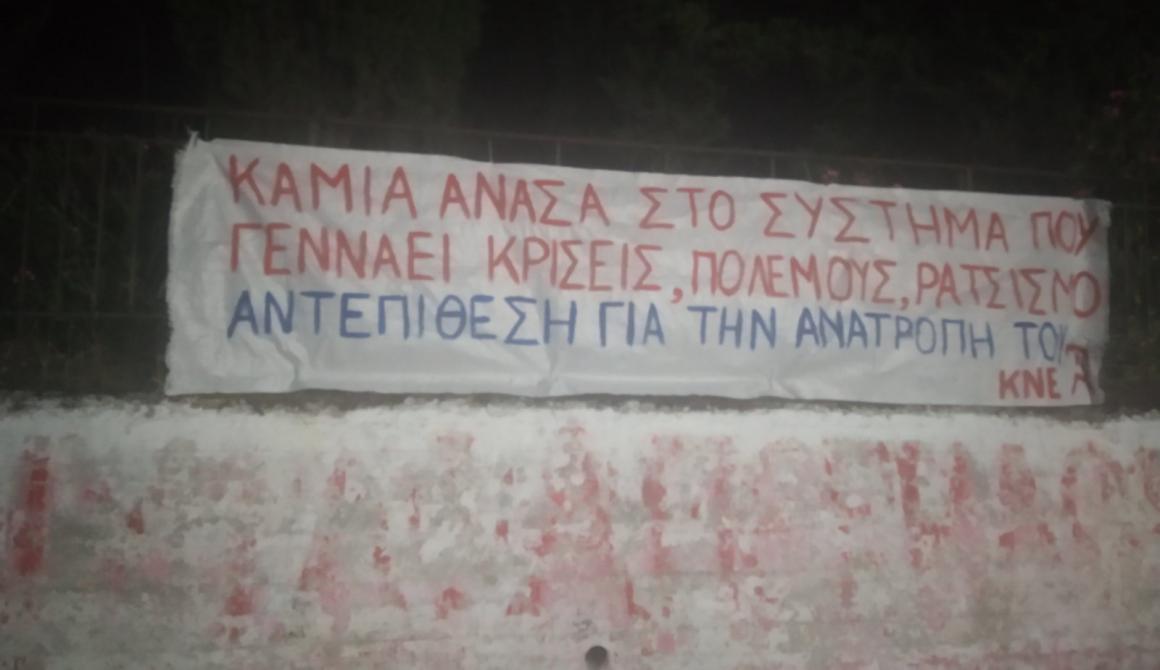 ΚΑΜΙΑ ΑΝΑΣΑ ΣΤΟ ΣΥΣΤΗΜΑ ΠΟΥ
ΓΕΝΝΑΕΙ ΚΡΙΣΕΙΣ, ΠΟΛΕΜΟΥΣ, ΡΑΤΣΙΣΜΟ
ΑΝΤΕΠΙΘΕΣΗ ΓΙΑ ΤΗΝ ΑΝΑΤΡΟΠΗ ΤΟΥ
ΚΝΕ